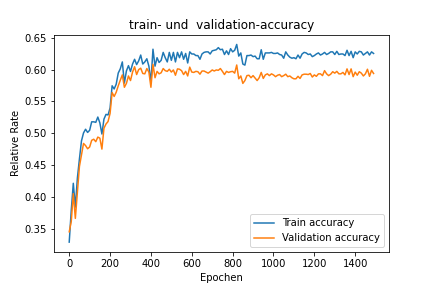 train- und  validation-accuracy
Relative Rate
0.65
0.60
0.55
0.50
0.45
0.40
0.35
0 200 400 600 800 1000 1200 1400
Epochen
Train accuracy
Validation accuracy